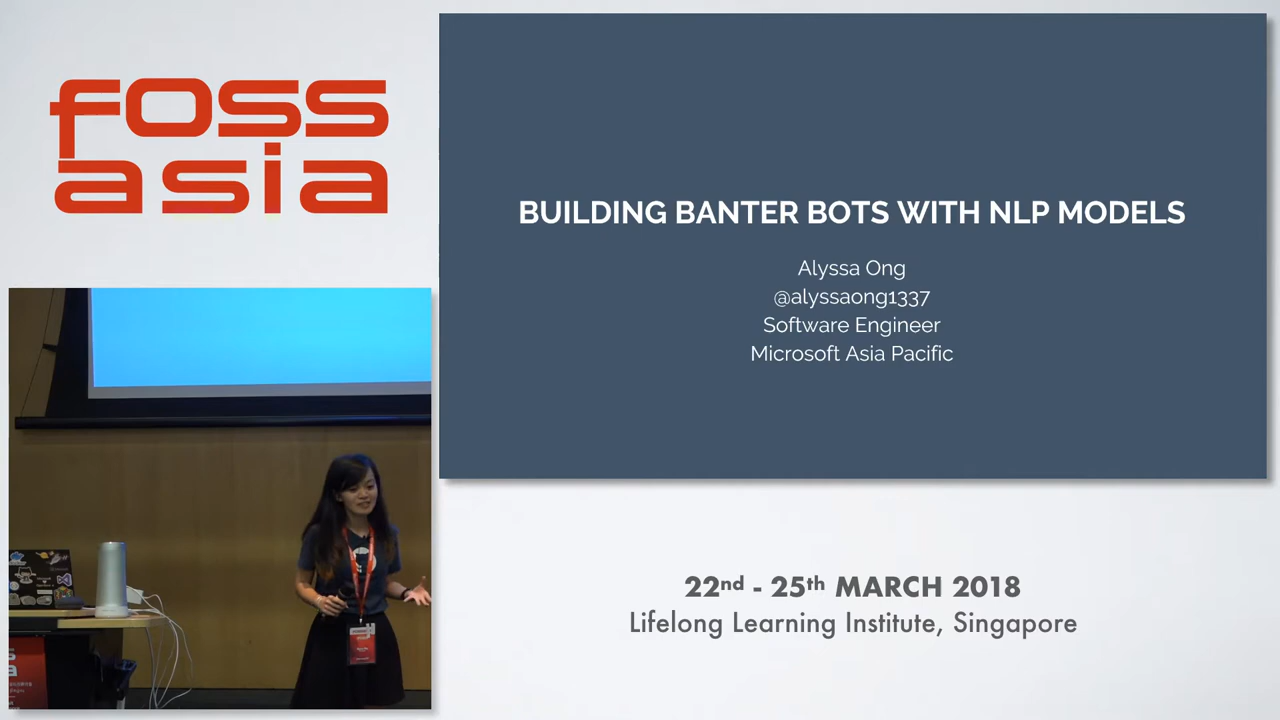 foss
asia
BUILDING BANTER BOTS WITH NLP MODELS
Alyssa Ong
@alyssaong1337
Software Engineer
Microsoft Asia Pacific
22nd - 25th MARCH 2018
Lifelong Learning Institute, Singapore